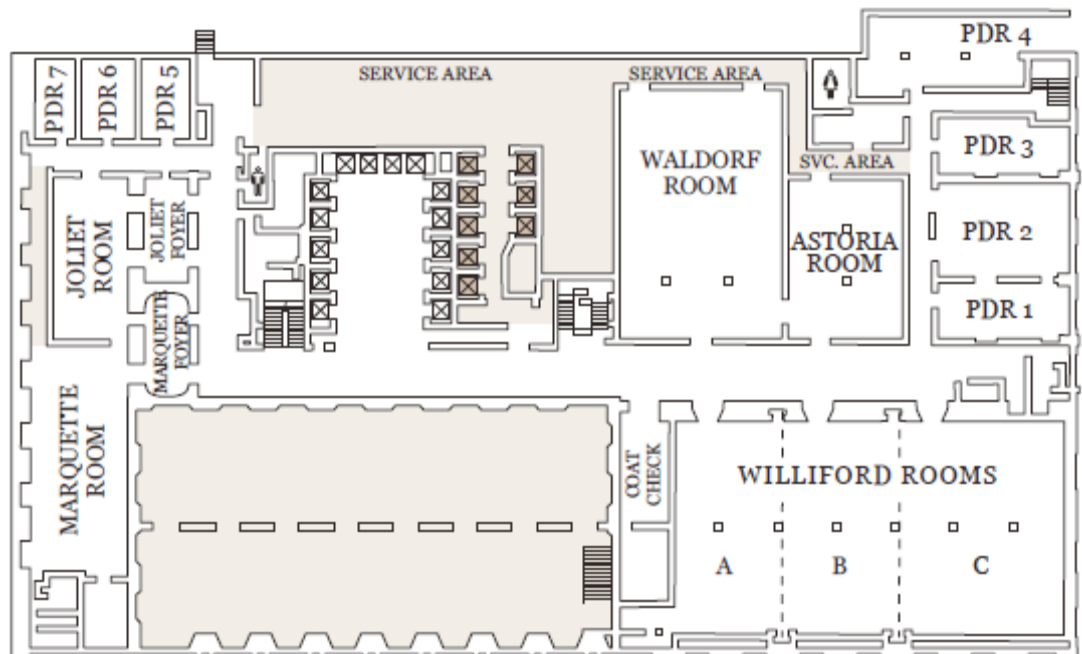 PDR 4
SERVICE AREA
SERVICE AREA
PDR 7
PDR 6
PDR 5
PDR 3
WALDORF
ROOM
SVC. AREA
JOLIET
ROOM
JOLIET
FOYER
ASTORIA
ROOM
PDR 2
PDR 1
MARQUETTE
FOYER
MARQUETTE
ROOM
COAT
CHECK
WILLIFORD ROOMS
A
B
C